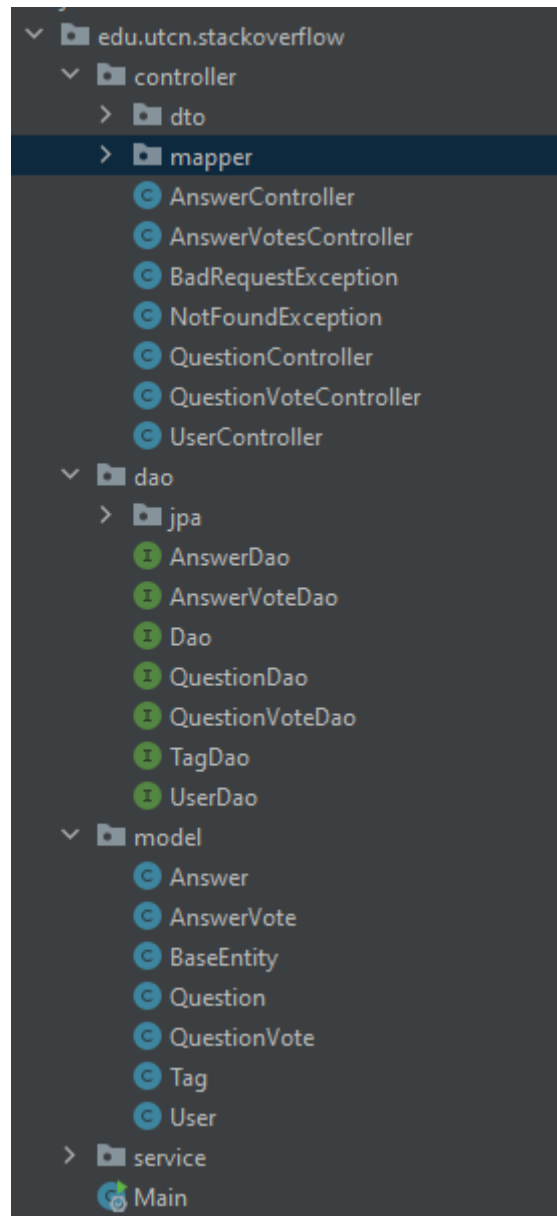 edu.utcn.stackoverflow
controller
dto
mapper
AnswerController
AnswerVotesController
BadRequestException
NotFoundException
QuestionController
QuestionVoteController
UserController
dao
jpa
AnswerDao
AnswerVoteDao
Dao
QuestionDao
QuestionVoteDao
TagDao
UserDao
model
Answer
AnswerVote
BaseEntity
Question
QuestionVote
Tag
User
service
Main